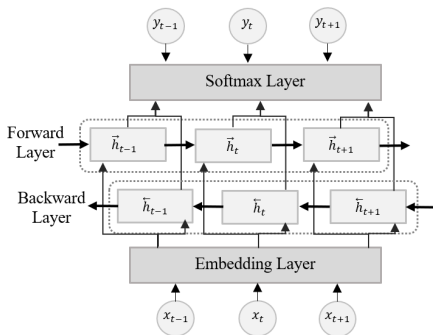 y_{t−1} y_t y_{t+1}
Softmax Layer
Forward
Layer
h⃗_{t−1} h⃗_t h⃗_{t+1}
Backward
Layer
h⃖_{t−1} h⃖_t h⃖_{t+1}
Embedding Layer
x_{t−1} x_t x_{t+1}